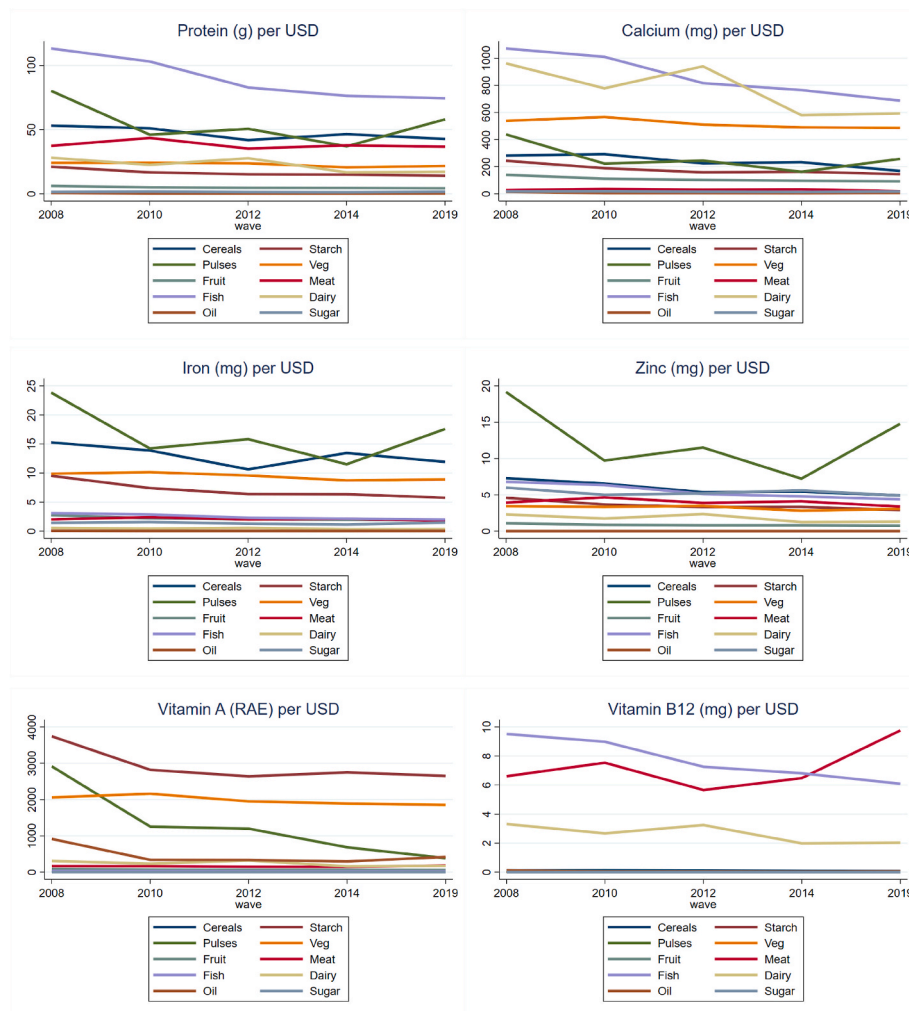 Protein (g) per USD
100
50
0
2008 2010 2012 2014 2019
wave
Cereals Starch
Pulses Veg
Fruit Meat
Fish Dairy
Oil Sugar
Calcium (mg) per USD
1000
800
600
400
200
0
2008 2010 2012 2014 2019
wave
Cereals Starch
Pulses Veg
Fruit Meat
Fish Dairy
Oil Sugar
Iron (mg) per USD
25
20
15
10
5
0
2008 2010 2012 2014 2019
wave
Cereals Starch
Pulses Veg
Fruit Meat
Fish Dairy
Oil Sugar
Zinc (mg) per USD
20
15
10
5
0
2008 2010 2012 2014 2019
wave
Cereals Starch
Pulses Veg
Fruit Meat
Fish Dairy
Oil Sugar
Vitamin A (RAE) per USD
4000
3000
2000
1000
0
2008 2010 2012 2014 2019
wave
Cereals Starch
Pulses Veg
Fruit Meat
Fish Dairy
Oil Sugar
Vitamin B12 (mg) per USD
10
8
6
4
2
0
2008 2010 2012 2014 2019
wave
Cereals Starch
Pulses Veg
Fruit Meat
Fish Dairy
Oil Sugar